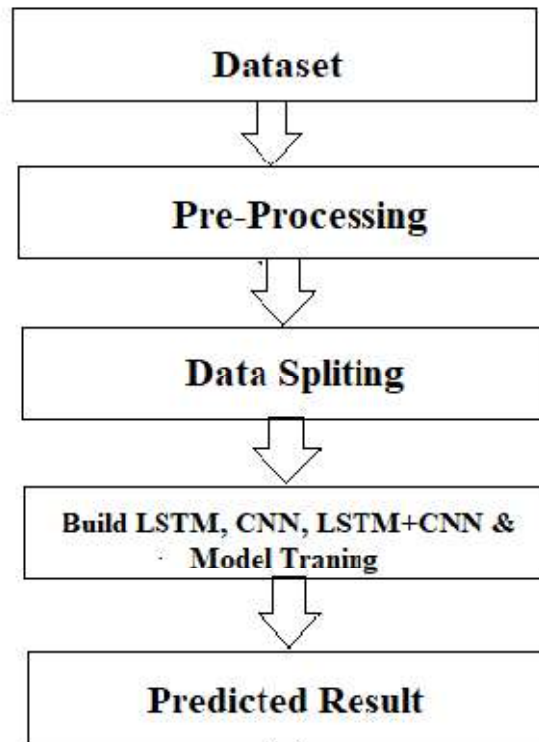 Dataset
Pre-Processing
Data Spliting
Build LSTM, CNN, LSTM+CNN &
Model Traning
Predicted Result